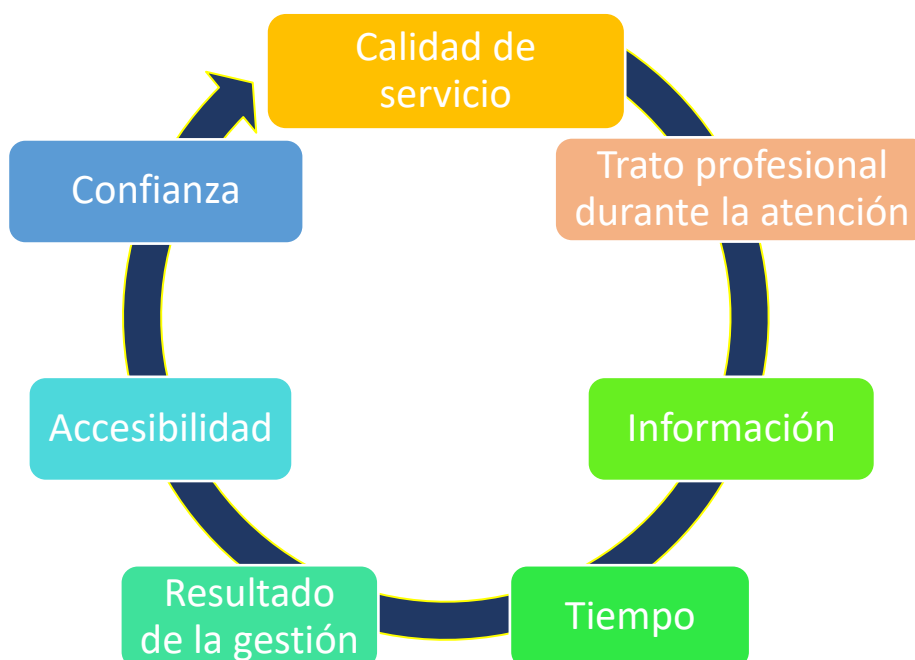 Calidad de
servicio
Trato profesional
durante la atención
Información
Tiempo
Resultado
de la gestión
Accesibilidad
Confianza